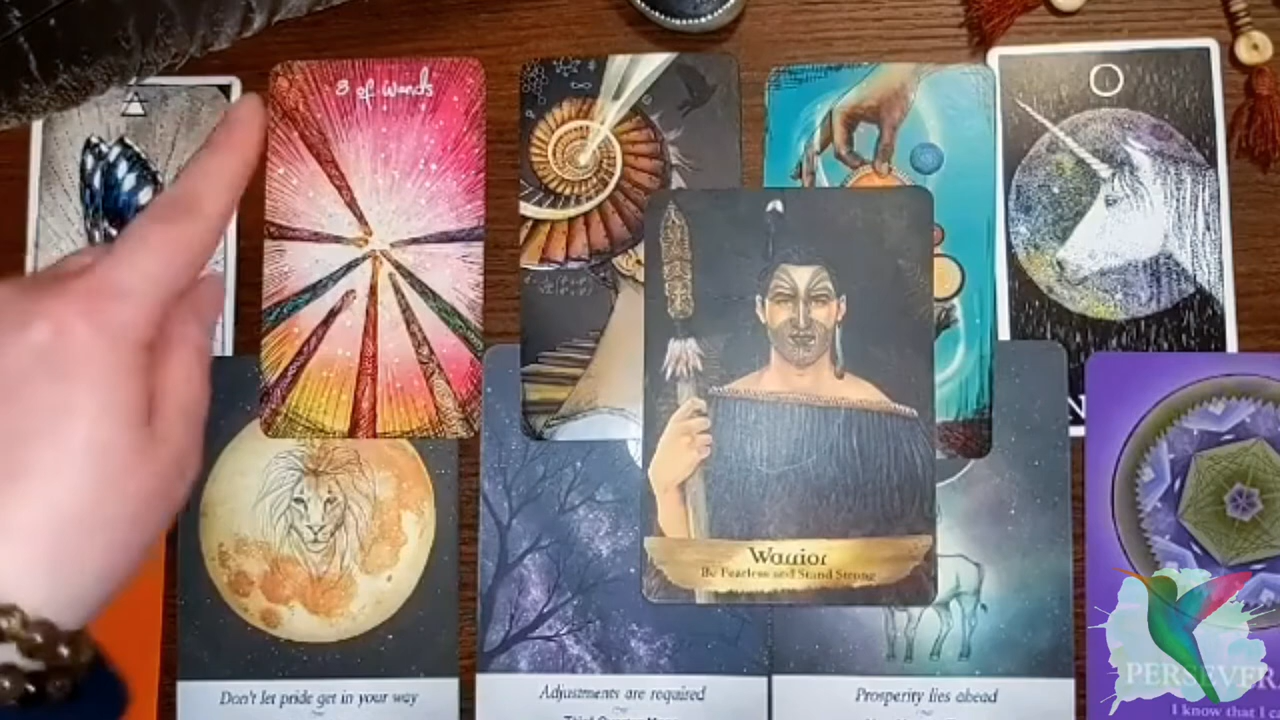 8 of Wands
Warrior
Be Fearless and Stand Strong
Don't let pride get in your way
Adjustments are required
Prosperity lies ahead
I know that I